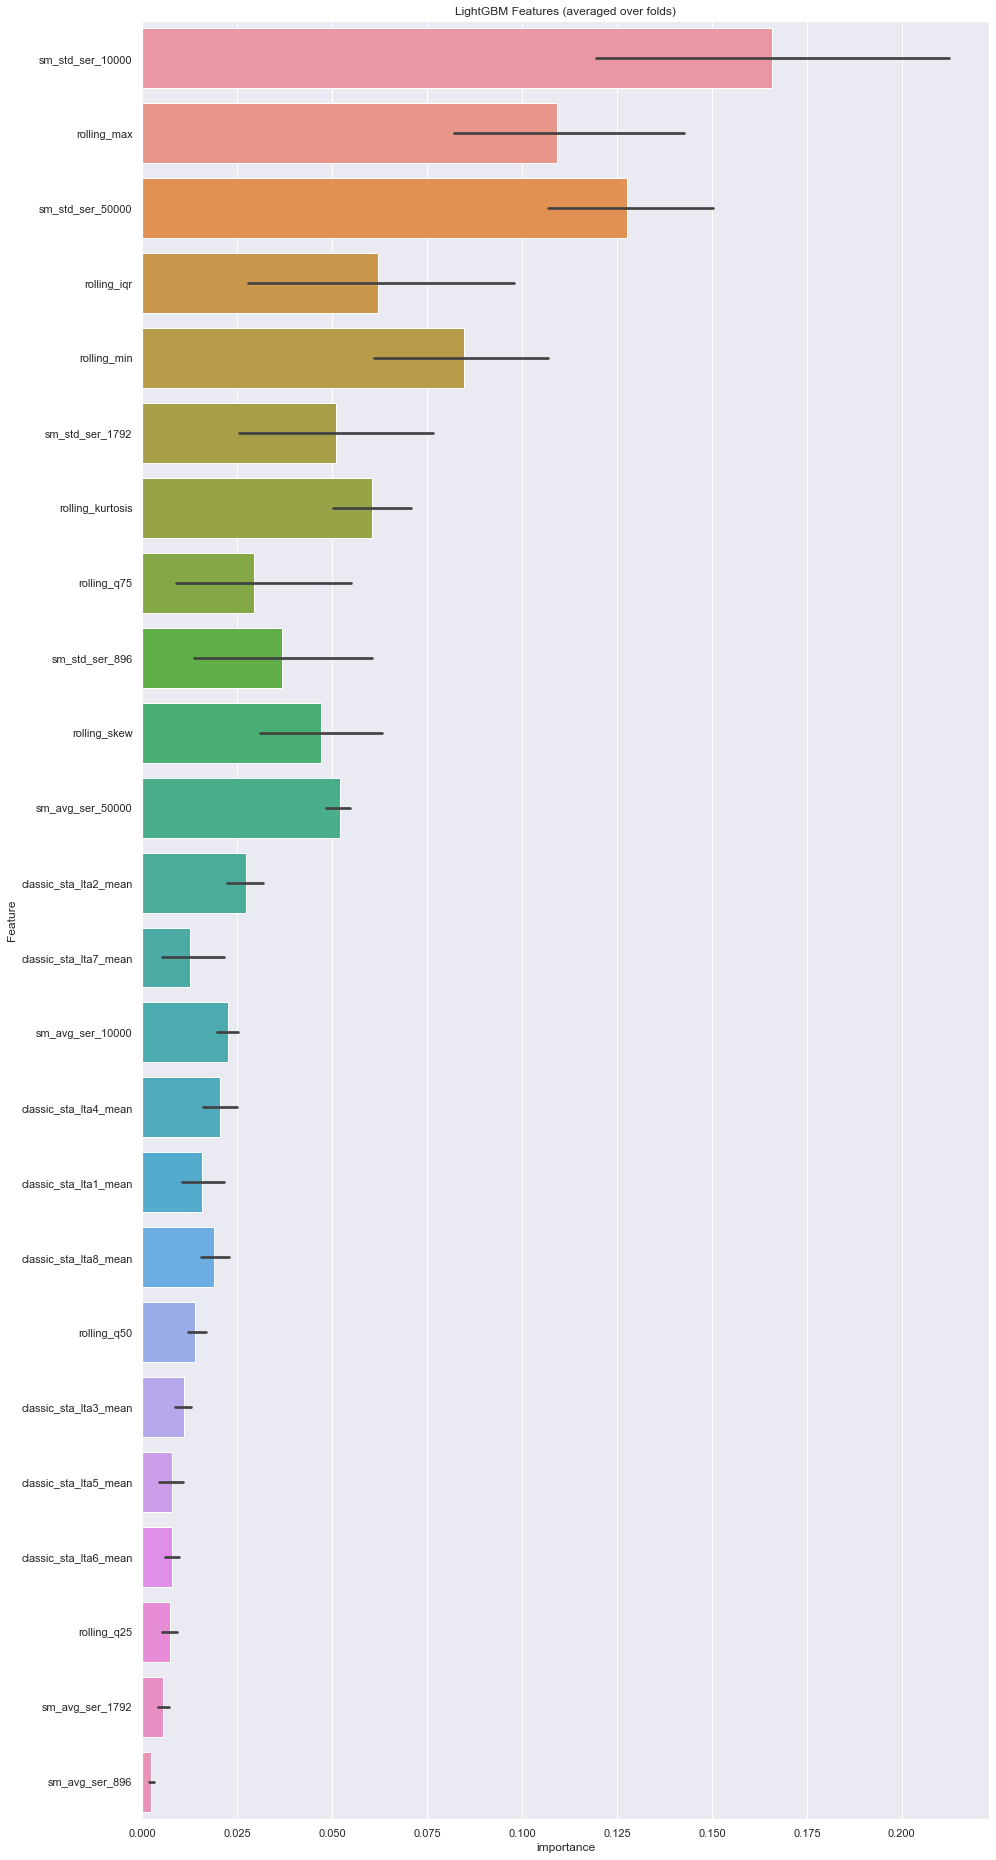 LightGBM Features (averaged over folds)
sm_std_ser_10000
rolling_max
sm_std_ser_50000
rolling_iqr
rolling_min
sm_std_ser_1792
rolling_kurtosis
rolling_q75
sm_std_ser_896
rolling_skew
sm_avg_ser_50000
classic_sta_lta2_mean
classic_sta_lta7_mean
sm_avg_ser_10000
classic_sta_lta4_mean
classic_sta_lta1_mean
classic_sta_lta8_mean
rolling_q50
classic_sta_lta3_mean
classic_sta_lta5_mean
classic_sta_lta6_mean
rolling_q25
sm_avg_ser_1792
sm_avg_ser_896
Feature
0.000 0.025 0.050 0.075 0.100 0.125 0.150 0.175 0.200
importance